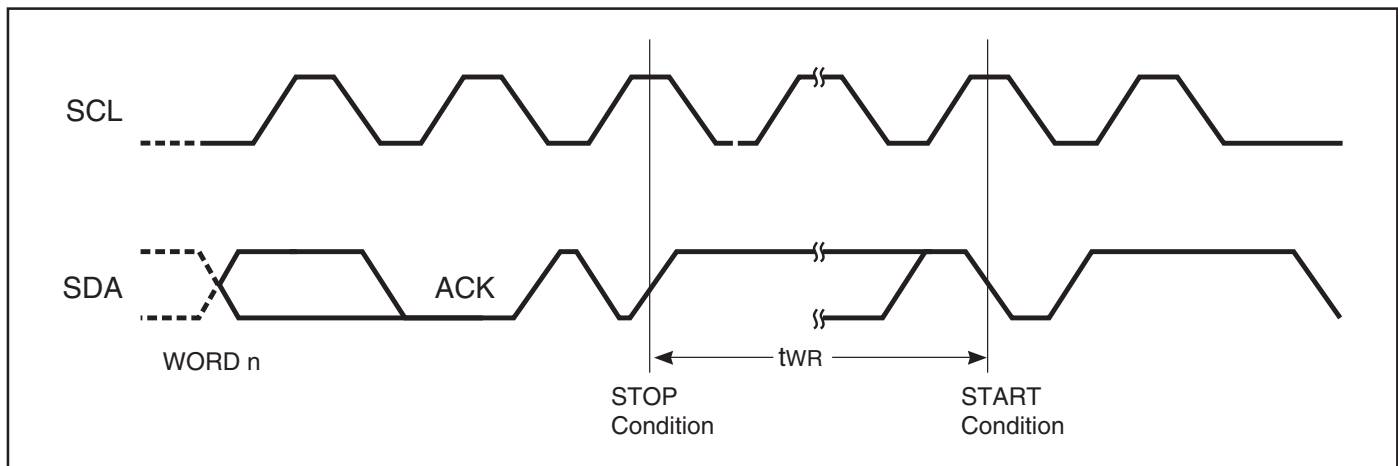 SCL
SDA
ACK
WORD n
tWR
STOP
Condition
START
Condition